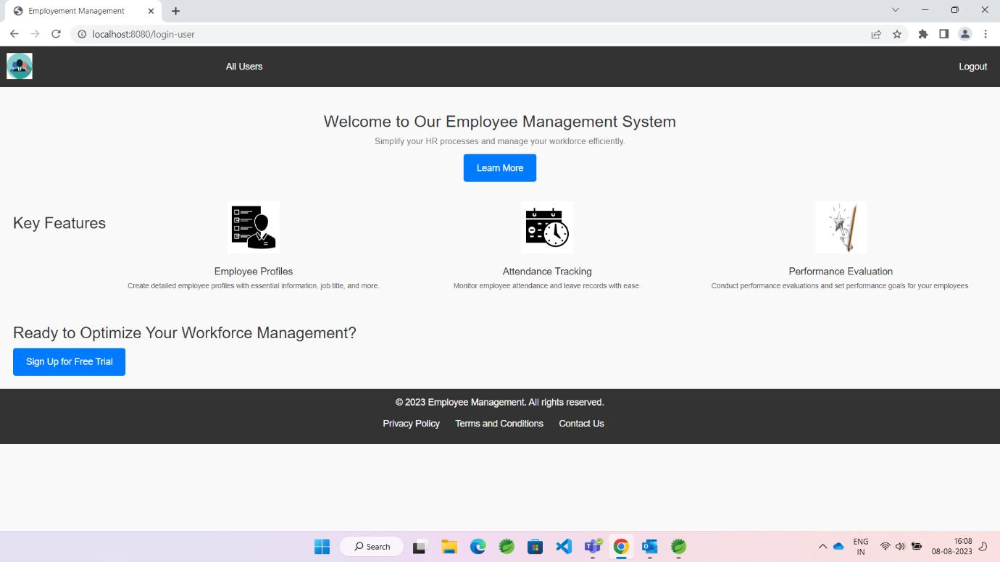 Employement Management
localhost:8080/login-user
All Users
Logout
Welcome to Our Employee Management System
Simplify your HR processes and manage your workforce efficiently.
Learn More
Key Features
Employee Profiles
Create detailed employee profiles with essential information, job title, and more.
Attendance Tracking
Monitor employee attendance and leave records with ease.
Performance Evaluation
Conduct performance evaluations and set performance goals for your employees.
Ready to Optimize Your Workforce Management?
Sign Up for Free Trial
© 2023 Employee Management. All rights reserved.
Privacy Policy Terms and Conditions Contact Us
Search
ENG
IN
16:08
08-08-2023